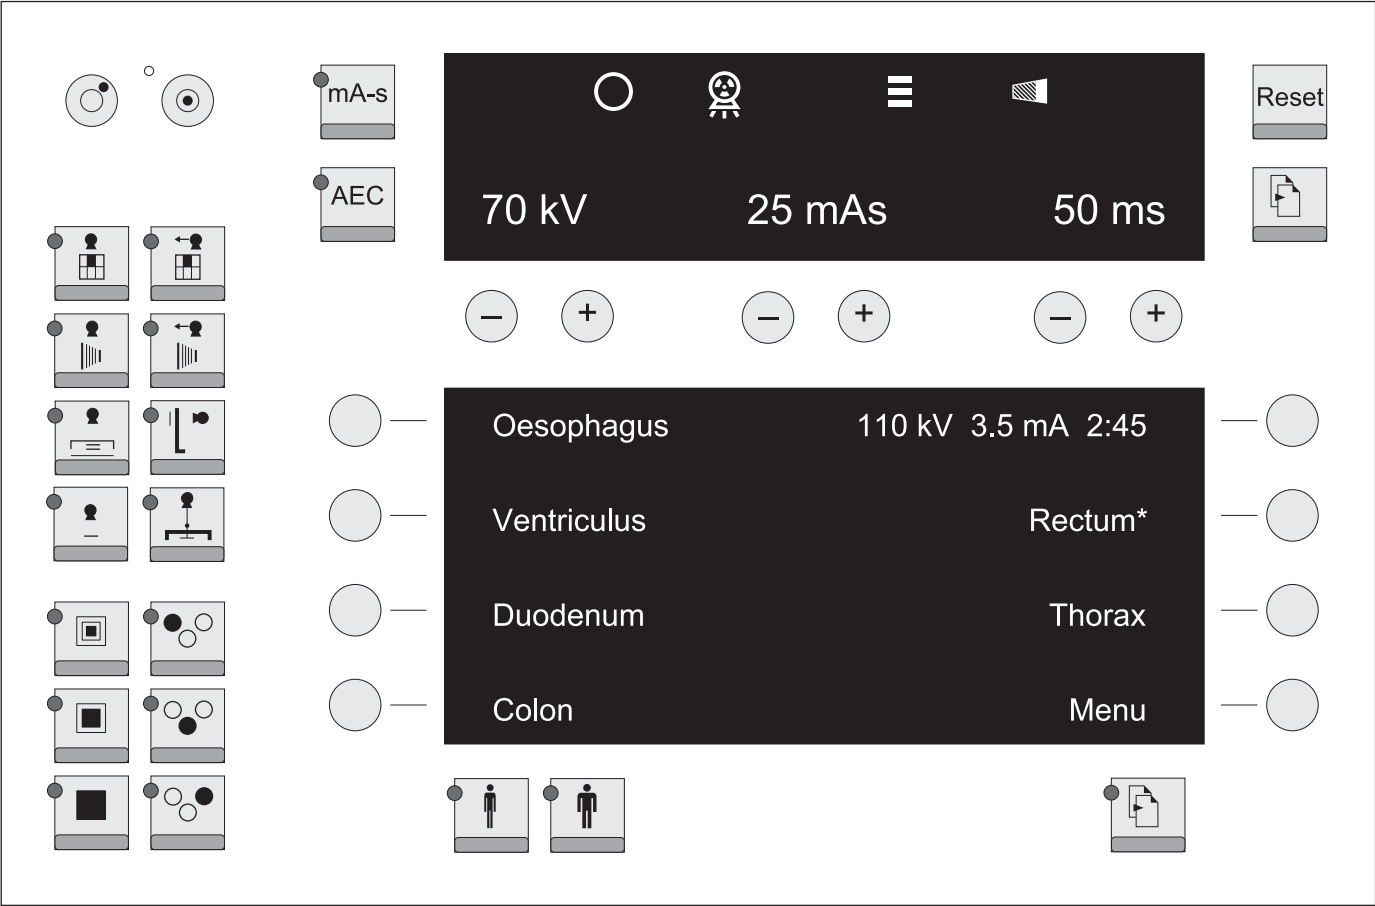 mA-s
Reset
AEC
70 kV 25 mAs 50 ms
– + – + – +
Oesophagus 110 kV 3.5 mA 2:45
Ventriculus Rectum*
Duodenum Thorax
Colon Menu